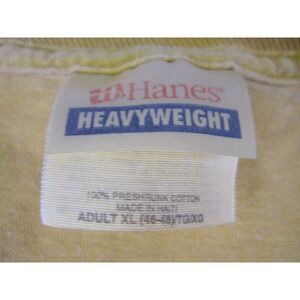 Hanes®
HEAVYWEIGHT
100% PRESHRUNK COTTON
MADE IN HAITI
ADULT XL (46-48)/TG/XG